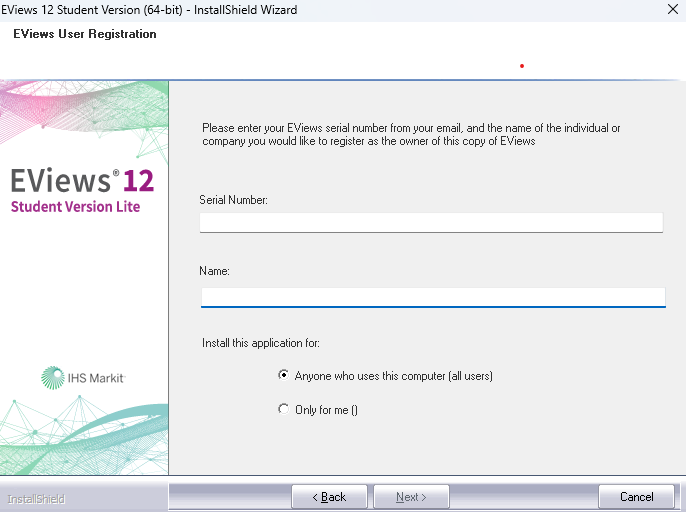 EViews 12 Student Version (64-bit) - InstallShield Wizard
EViews User Registration
EViews® 12
Student Version Lite
IHS Markit
Please enter your EViews serial number from your email, and the name of the individual or
company you would like to register as the owner of this copy of EViews
Serial Number:
Name:
Install this application for:
Anyone who uses this computer (all users)
Only for me ()
InstallShield
< Back
Next >
Cancel